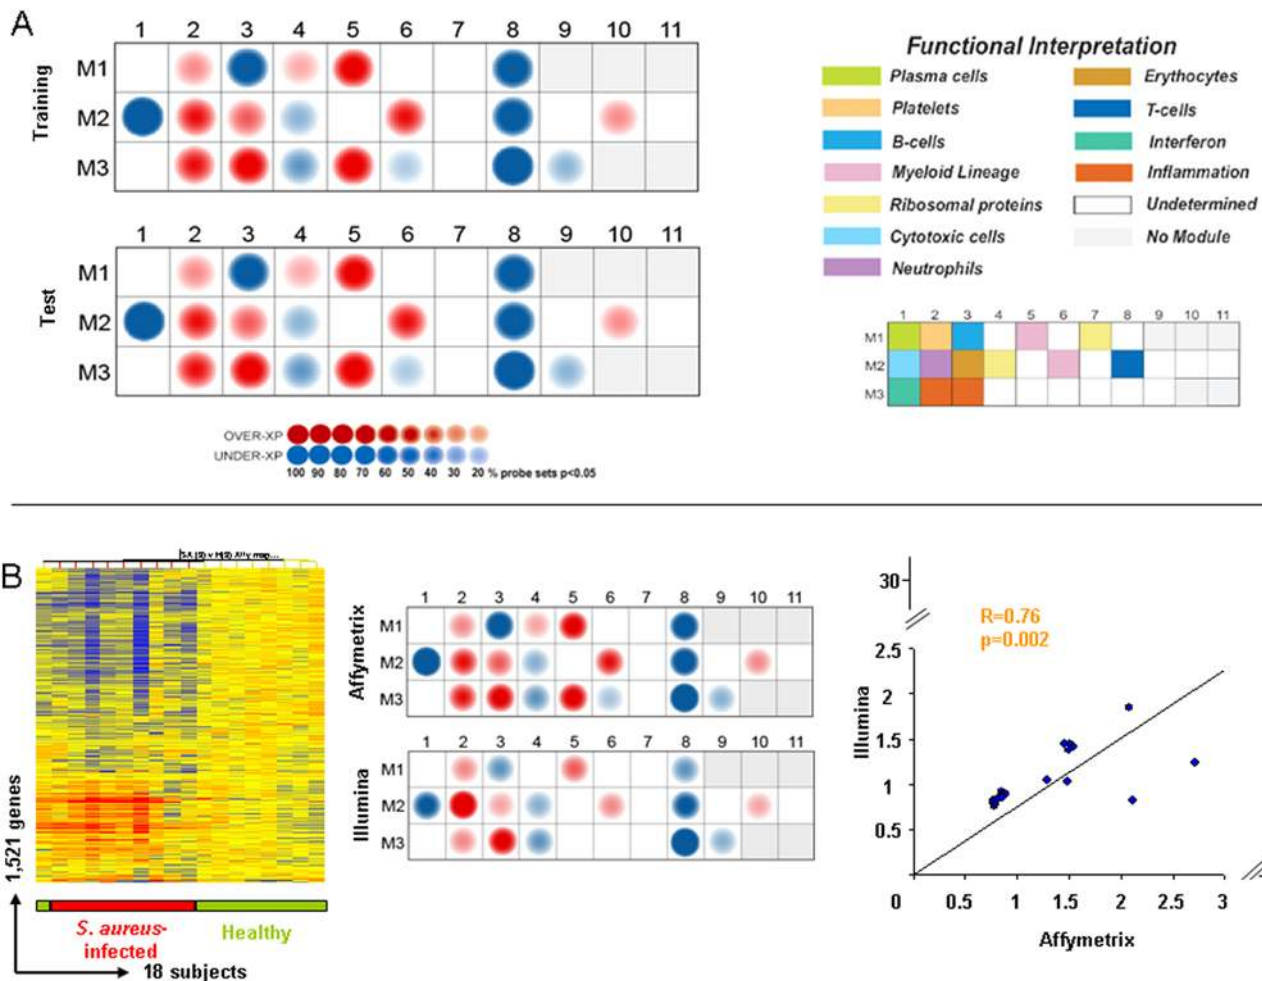 A
1 2 3 4 5 6 7 8 9 10 11
Training
M1
M2
M3
1 2 3 4 5 6 7 8 9 10 11
Test
M1
M2
M3
OVER-XP
UNDER-XP
100 90 80 70 60 50 40 30 20 % probe sets p<0.05
Functional Interpretation
Plasma cells
Erythocytes
Platelets
T-cells
B-cells
Interferon
Myeloid Lineage
Inflammation
Ribosomal proteins
Undetermined
Cytotoxic cells
No Module
Neutrophils
1 2 3 4 5 6 7 8 9 10 11
M1
M2
M3
B
1,521 genes
S. aureus-
infected
Healthy
18 subjects
1 2 3 4 5 6 7 8 9 10 11
Affymetrix
M1
M2
M3
1 2 3 4 5 6 7 8 9 10 11
Illumina
M1
M2
M3
30
R=0.76
p=0.002
2.5
2
1.5
1
0.5
Illumina
0 0.5 1 1.5 2 2.5 3
Affymetrix